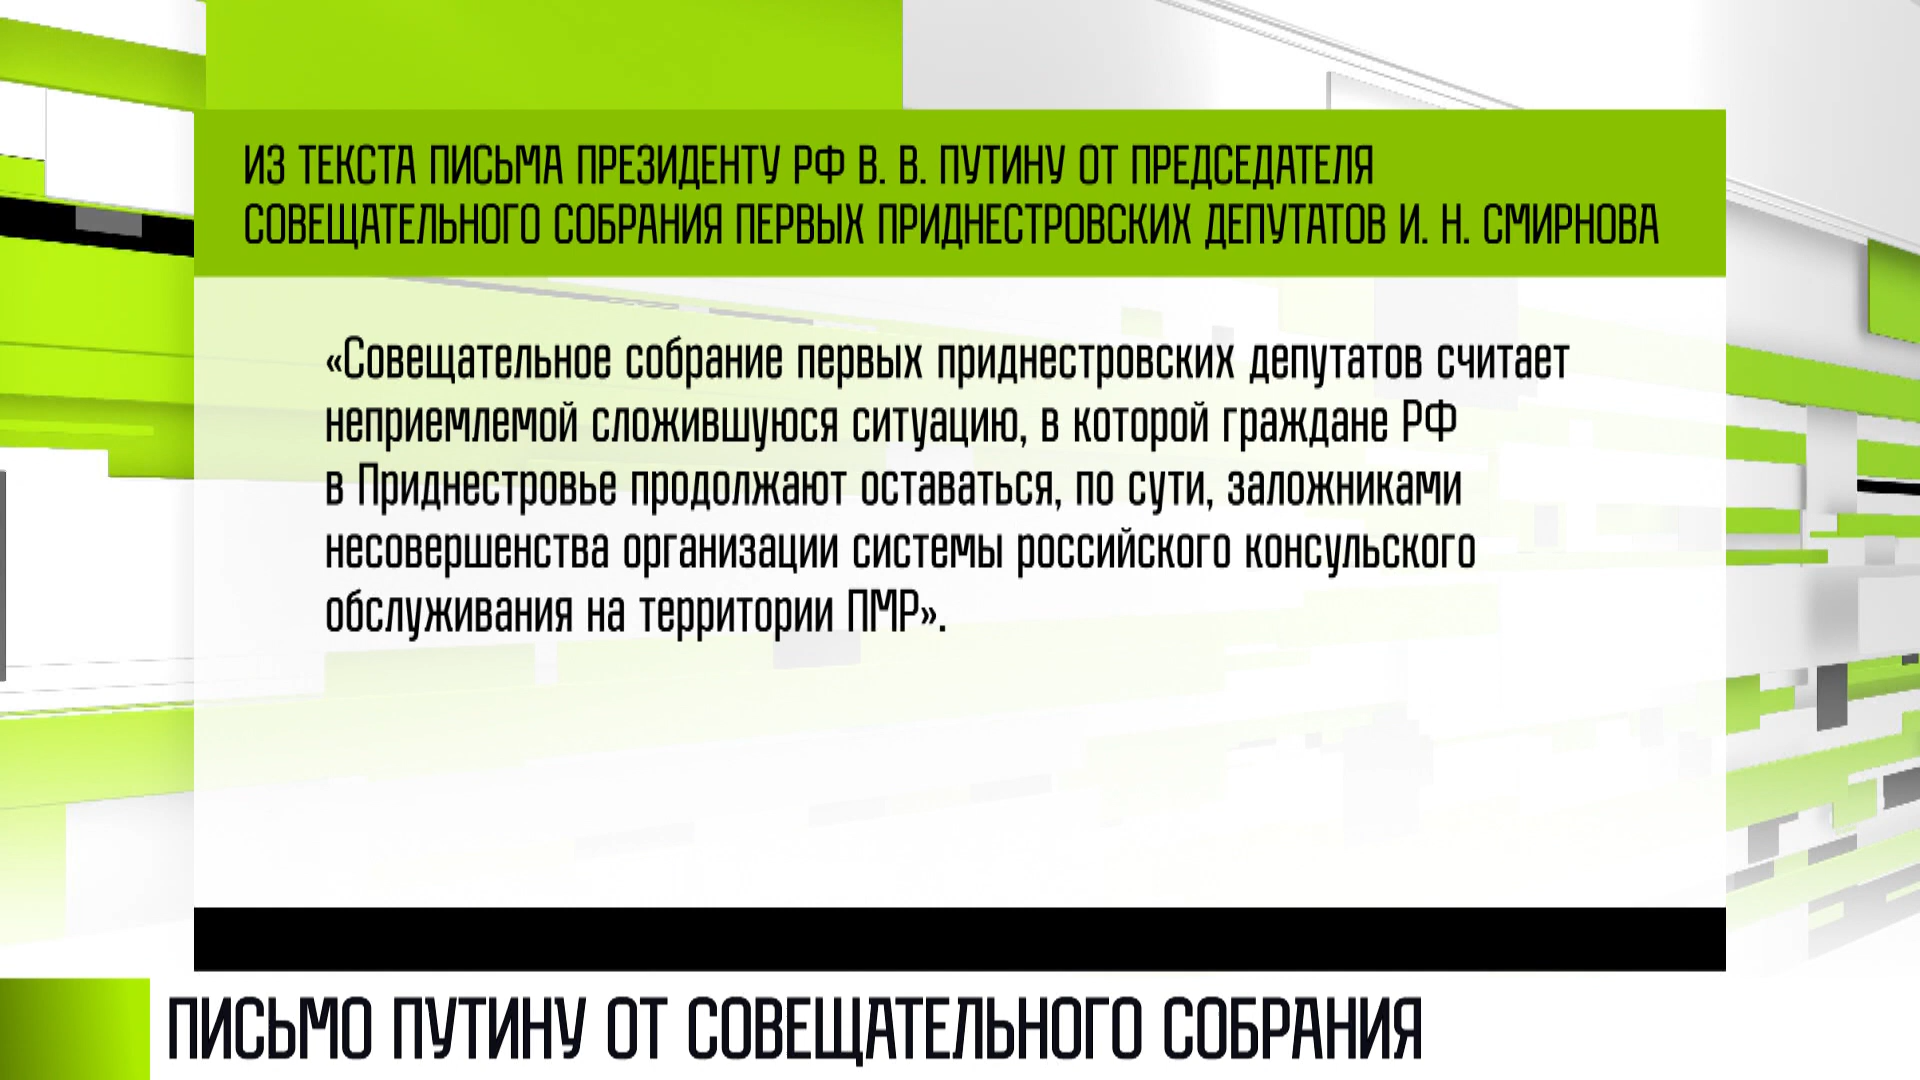 ИЗ ТЕКСТА ПИСЬМА ПРЕЗИДЕНТУ РФ В. В. ПУТИНУ ОТ ПРЕДСЕДАТЕЛЯ
СОВЕЩАТЕЛЬНОГО СОБРАНИЯ ПЕРВЫХ ПРИДНЕСТРОВСКИХ ДЕПУТАТОВ И. Н. СМИРНОВА
«Совещательное собрание первых приднестровских депутатов считает
неприемлемой сложившуюся ситуацию, в которой граждане РФ
в Приднестровье продолжают оставаться, по сути, заложниками
несовершенства организации системы российского консульского
обслуживания на территории ПМР».
ПИСЬМО ПУТИНУ ОТ СОВЕЩАТЕЛЬНОГО СОБРАНИЯ